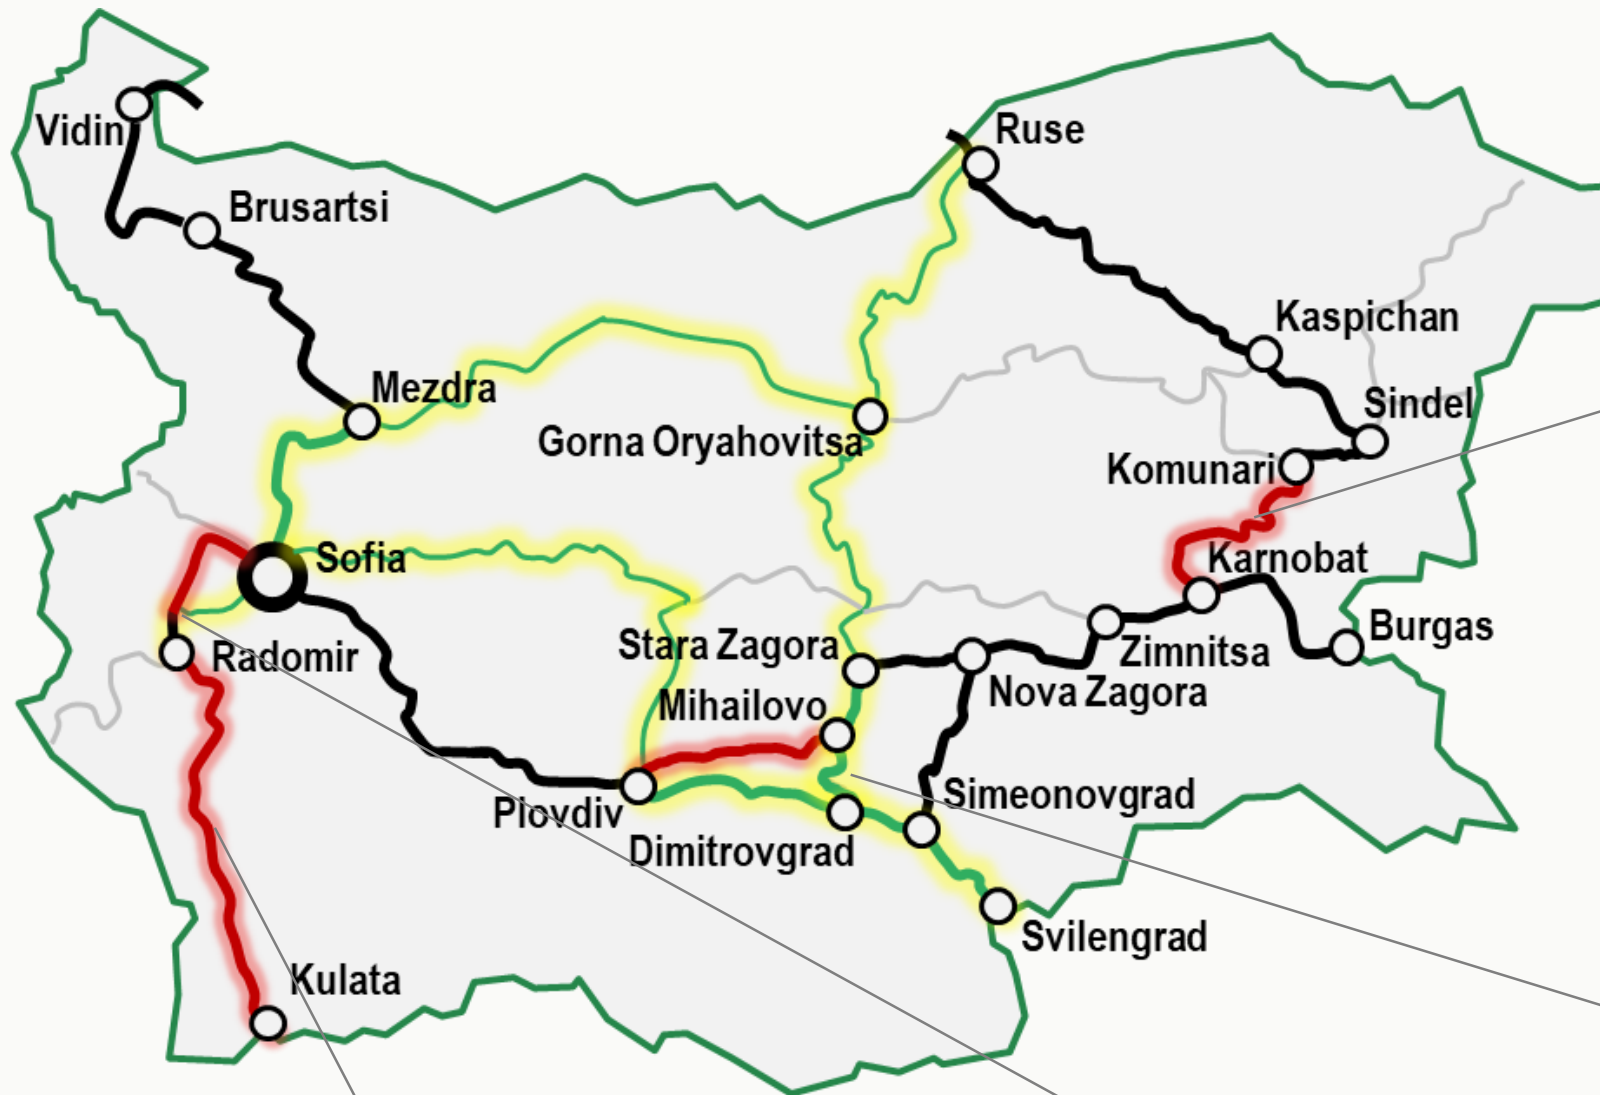 Vidin
Ruse
Brusartsi
Kaspichan
Mezdra
Sindel
Gorna Oryahovitsa
Komunari
Sofia
Karnobat
Burgas
Stara Zagora
Zimnitsa
Radomir
Nova Zagora
Mihailovo
Simeonovgrad
Plovdiv
Dimitrovgrad
Svilengrad
Kulata